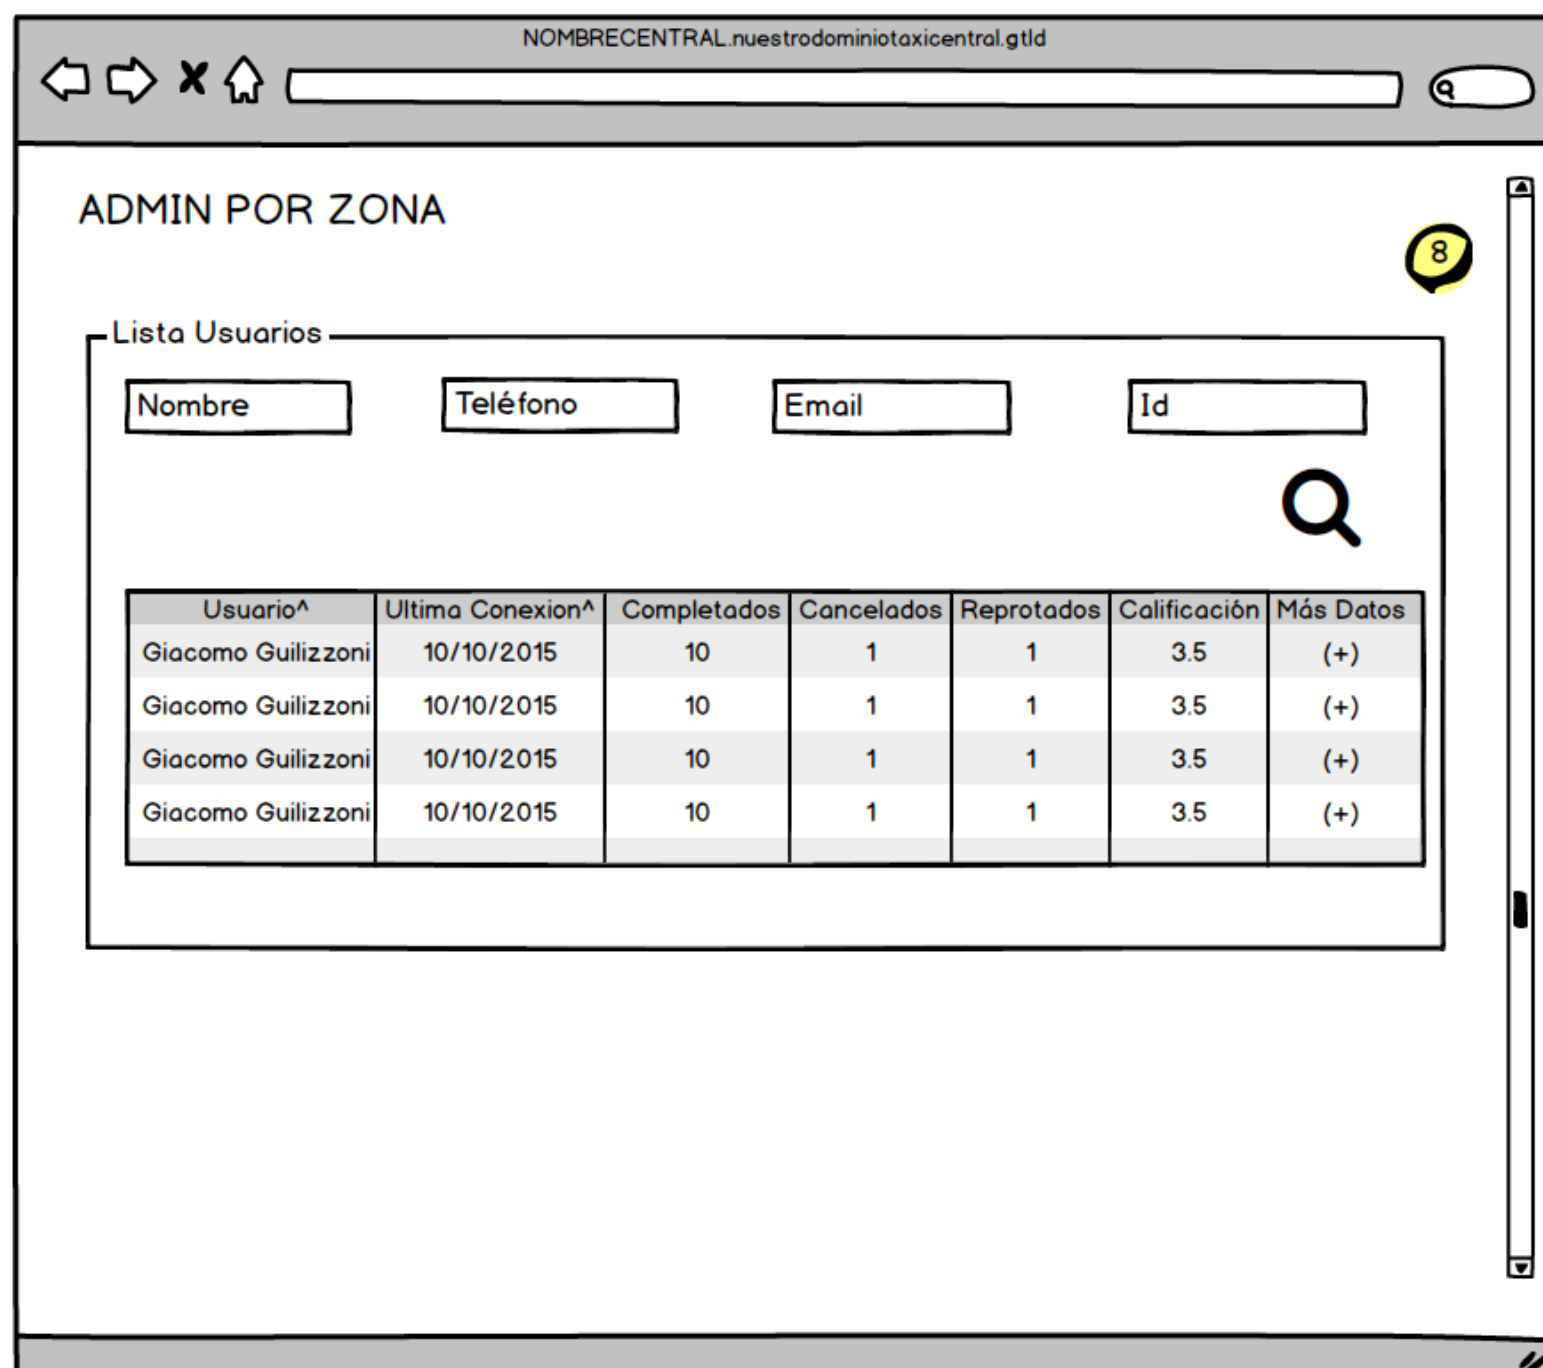 NOMBRECENTRAL.nuestrodominiotaxicentral.gtld
ADMIN POR ZONA
8
Lista Usuarios
Nombre Teléfono Email Id
Usuario^ Ultima Conexion^ Completados Cancelados Reprotados Calificación Más Datos
Giacomo Guilizzoni 10/10/2015 10 1 1 3.5 (+)
Giacomo Guilizzoni 10/10/2015 10 1 1 3.5 (+)
Giacomo Guilizzoni 10/10/2015 10 1 1 3.5 (+)
Giacomo Guilizzoni 10/10/2015 10 1 1 3.5 (+)